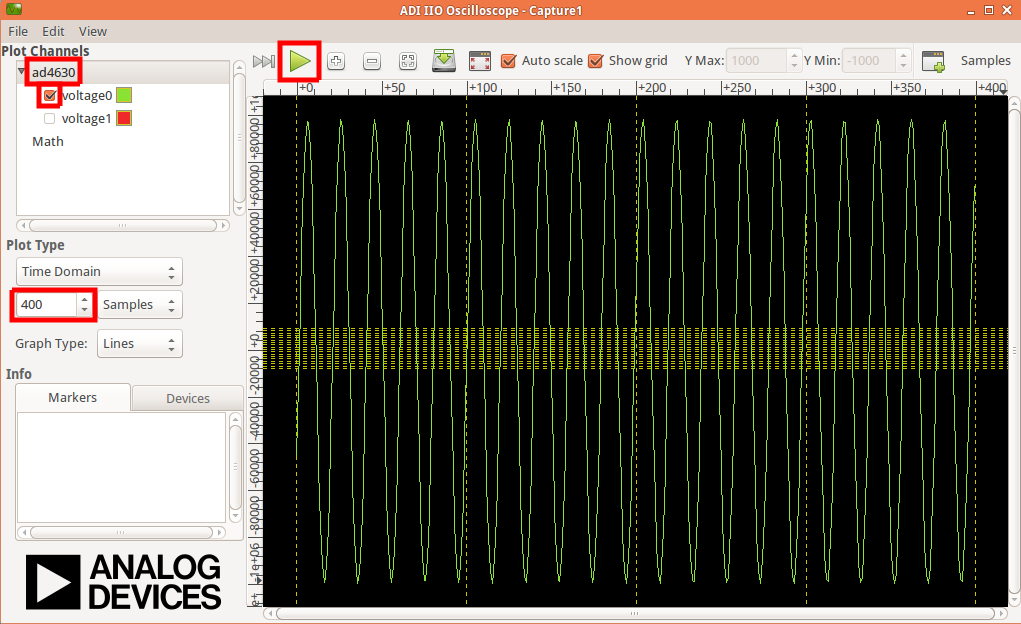 ADI IIO Oscilloscope - Capture1
File Edit View
Plot Channels
ad4630
voltage0
voltage1
Math
Auto scale Show grid Y Max: 1000 Y Min: -1000 Samples
+0 +50 +100 +150 +200 +250 +300 +350 +400
+80000
+60000
+40000
+20000
+0
-20000
-40000
-60000
-80000
-1e+06
Plot Type
Time Domain
400 Samples
Graph Type: Lines
Info
Markers Devices
ANALOG
DEVICES